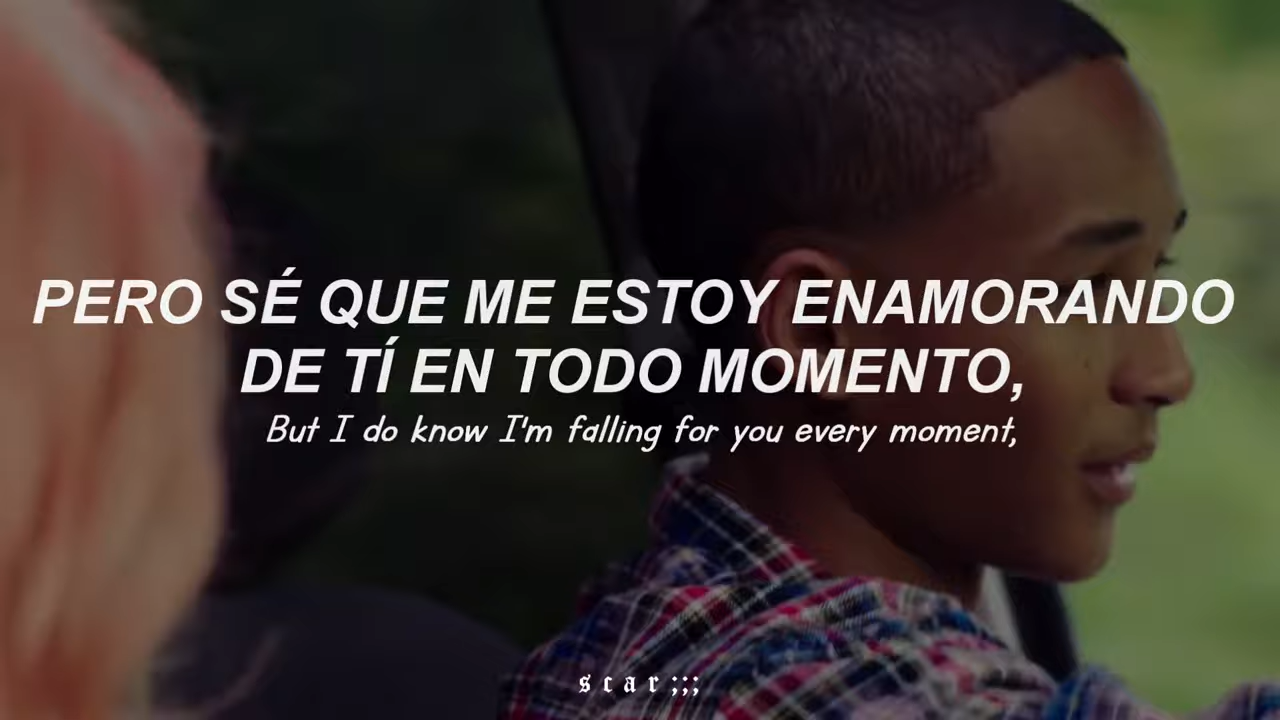 PERO SÉ QUE ME ESTOY ENAMORANDO
DE TÍ EN TODO MOMENTO,
But I do know I'm falling for you every moment,
scar;;;